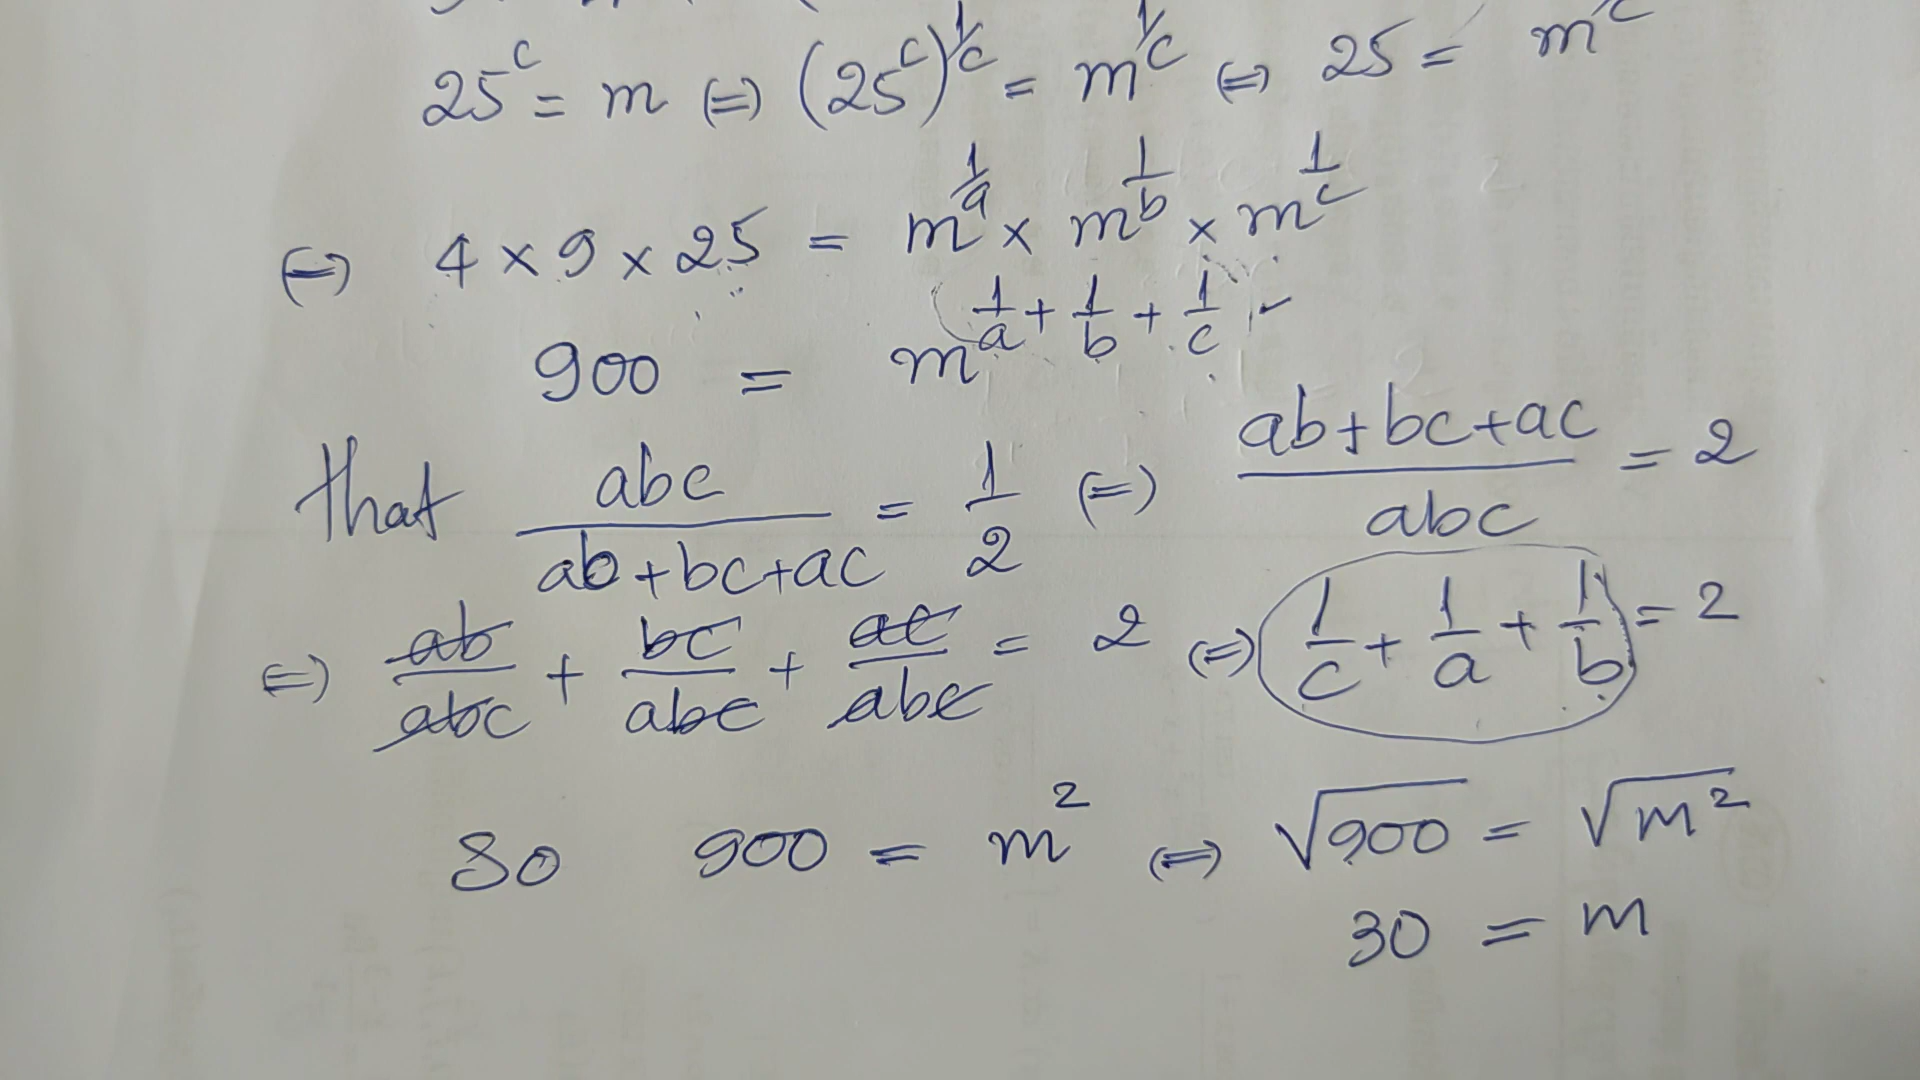 25^c = m ⇔ (25^c)^1/c = m^1/c ⇔ 25 = m^c
⇔ 4 × 9 × 25 = m^1/a × m^1/b × m^1/c
900 = m^1/a + 1/b + 1/c
that abc/(ab+bc+ac) = 1/2 ⇔ (ab+bc+ac)/abc = 2
⇔ ab/abc + bc/abc + ac/abc = 2 ⇔ 1/c + 1/a + 1/b = 2
So 900 = m^2 ⇔ √900 = √m^2
30 = m